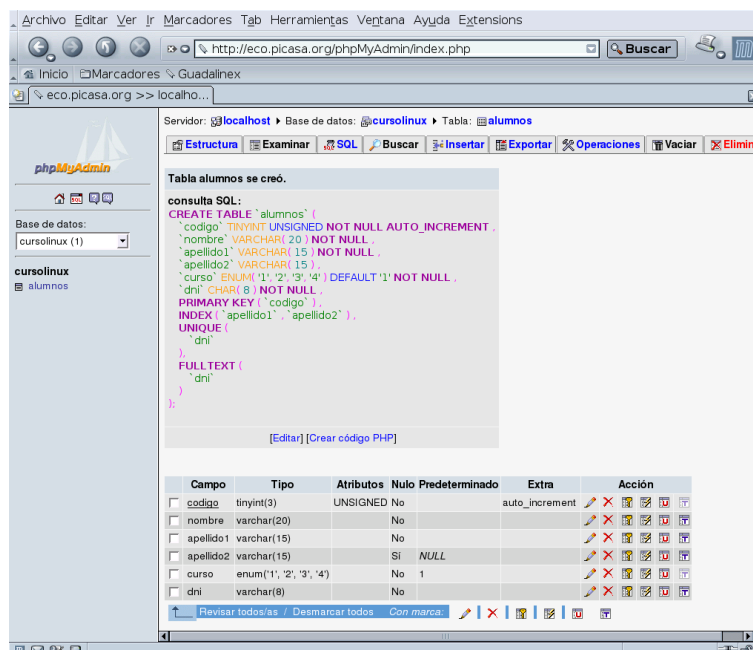 Archivo Editar Ver Ir Marcadores Tab Herramientas Ventana Ayuda Extensions
http://eco.picasa.org/phpMyAdmin/index.php Buscar
Inicio Marcadores Guadalinex
eco.picasa.org >> localho...
Servidor: localhost Base de datos: cursolinux Tabla: alumnos
Estructura Examinar SQL Buscar Insertar Exportar Operaciones Vaciar Elimin
phpMyAdmin
SQL
Base de datos:
cursolinux (1)
cursolinux
alumnos
Tabla alumnos se creó.
consulta SQL:
CREATE TABLE `alumnos` (
`codigo` TINYINT UNSIGNED NOT NULL AUTO_INCREMENT ,
`nombre` VARCHAR( 20 ) NOT NULL ,
`apellido1` VARCHAR( 15 ) NOT NULL ,
`apellido2` VARCHAR( 15 ) ,
`curso` ENUM( '1', '2', '3', '4' ) DEFAULT '1' NOT NULL ,
`dni` CHAR( 8 ) NOT NULL ,
PRIMARY KEY ( `codigo` ) ,
INDEX ( `apellido1` , `apellido2` ) ,
UNIQUE (
`dni`
),
FULLTEXT (
`dni`
)
);
[Editar] [Crear código PHP]
Campo Tipo Atributos Nulo Predeterminado Extra Acción
codigo tinyint(3) UNSIGNED No auto_increment
nombre varchar(20) No
apellido1 varchar(15) No
apellido2 varchar(15) Sí NULL
curso enum('1', '2', '3', '4') No 1
dni varchar(8) No
Revisar todos/as / Desmarcar todos Con marca: